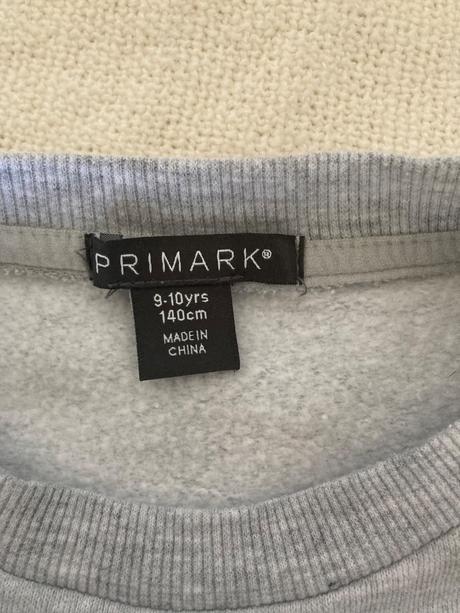 PRIMARK®
9-10yrs
140cm
MADE IN
CHINA